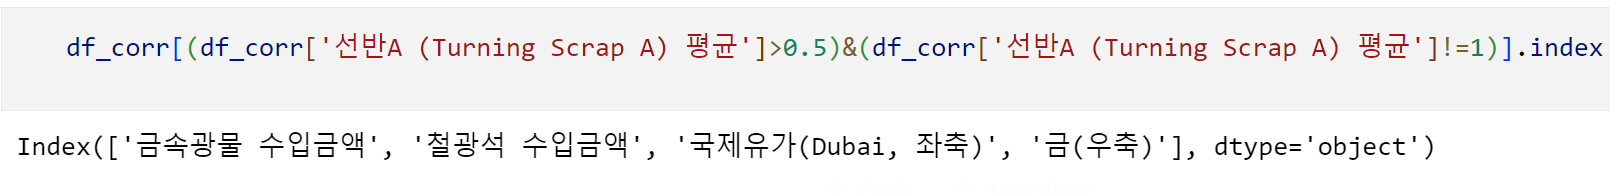 df_corr[(df_corr['선반A (Turning Scrap A) 평균']>0.5)&(df_corr['선반A (Turning Scrap A) 평균']!=1)].index
Index(['금속광물 수입금액', '철광석 수입금액', '국제유가(Dubai, 좌축)', '금(우축)'], dtype='object')